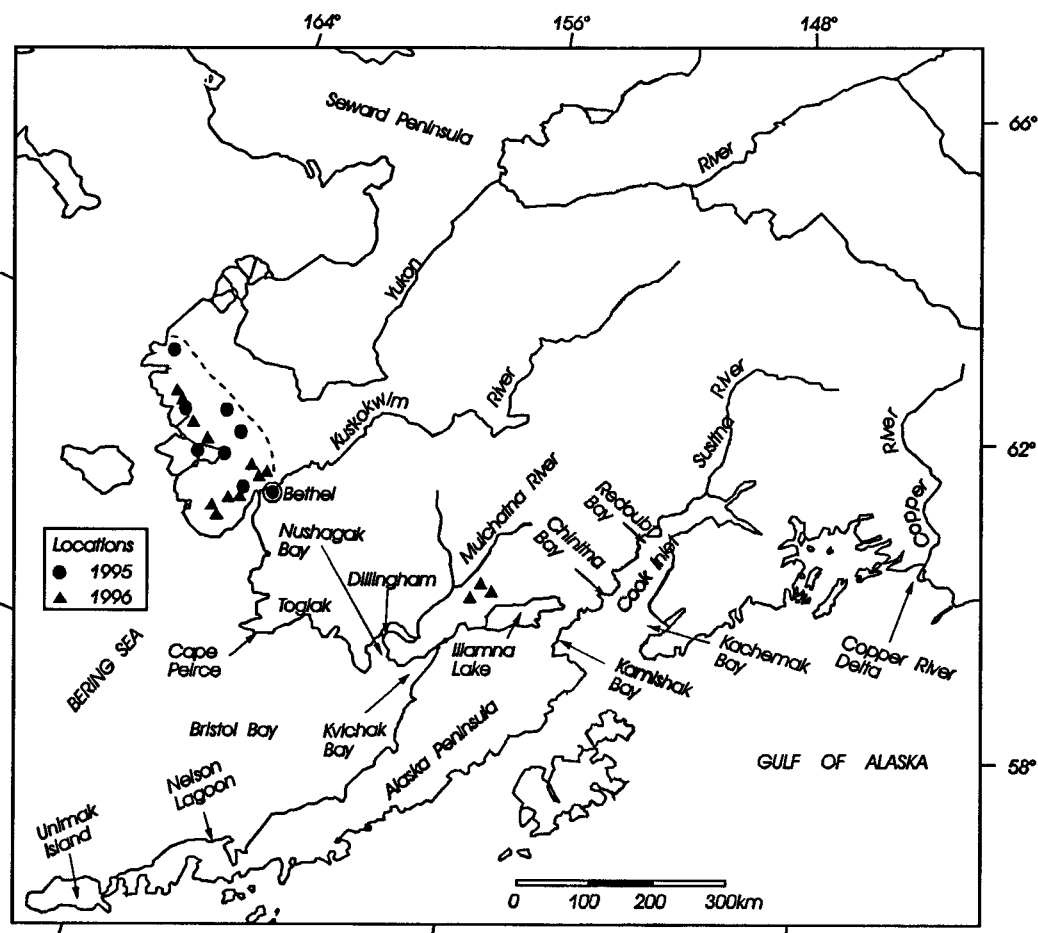 164° 156° 148°
Seward Peninsula
66°
River
Yukon
River
River
Kuskokwim
River
Susitna
62°
Bethel
Mulchatna River
Redoubt
Bay
Copper
Nushagak
Bay
Chinitna
Bay
Locations
1995
1996
Cook Inlet
Dillingham
Togiak
Cape
Peirce
Iliamna
Lake
Kachemak
Bay
Copper River
Delta
Kamishak
Bay
BERING SEA
Bristol Bay
Kvichak
Bay
Alaska Peninsula
GULF OF ALASKA
58°
Nelson
Lagoon
Unimak
Island
0 100 200 300km